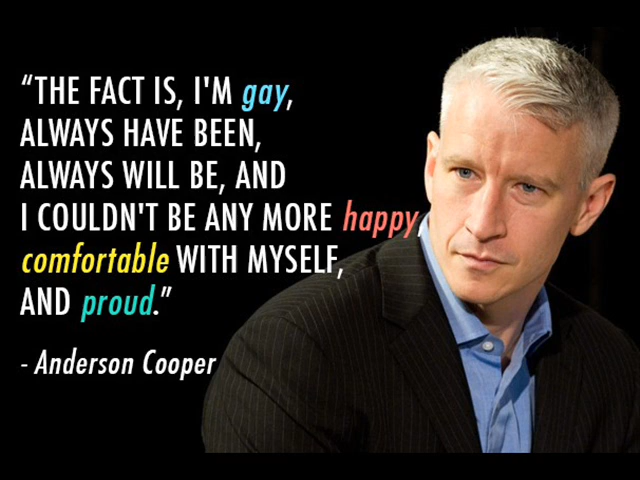 “THE FACT IS, I'M gay,
ALWAYS HAVE BEEN,
ALWAYS WILL BE, AND
I COULDN'T BE ANY MORE happy,
comfortable WITH MYSELF,
AND proud.”
- Anderson Cooper